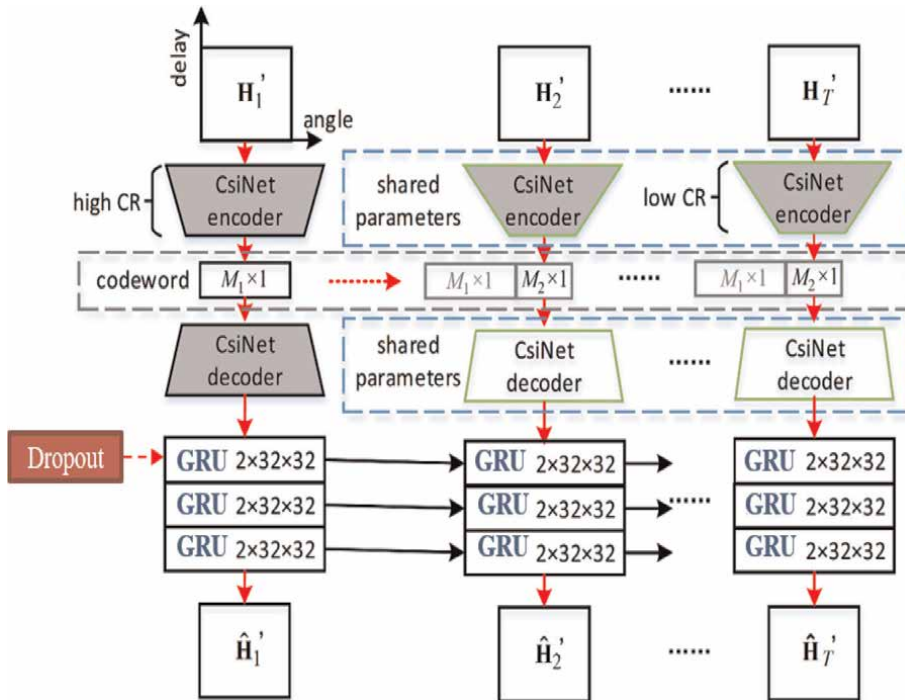 delay
H₁' H₂' ...... H_T'
angle
high CR CsiNet encoder shared parameters CsiNet encoder low CR CsiNet encoder
codeword M₁×1 M₁×1 M₂×1 ...... M₁×1 M₂×1
CsiNet decoder shared parameters CsiNet decoder ...... CsiNet decoder
Dropout
GRU 2×32×32 GRU 2×32×32 GRU 2×32×32
GRU 2×32×32 GRU 2×32×32 ...... GRU 2×32×32
GRU 2×32×32 GRU 2×32×32 GRU 2×32×32
Ĥ₁' Ĥ₂' ...... Ĥ_T'